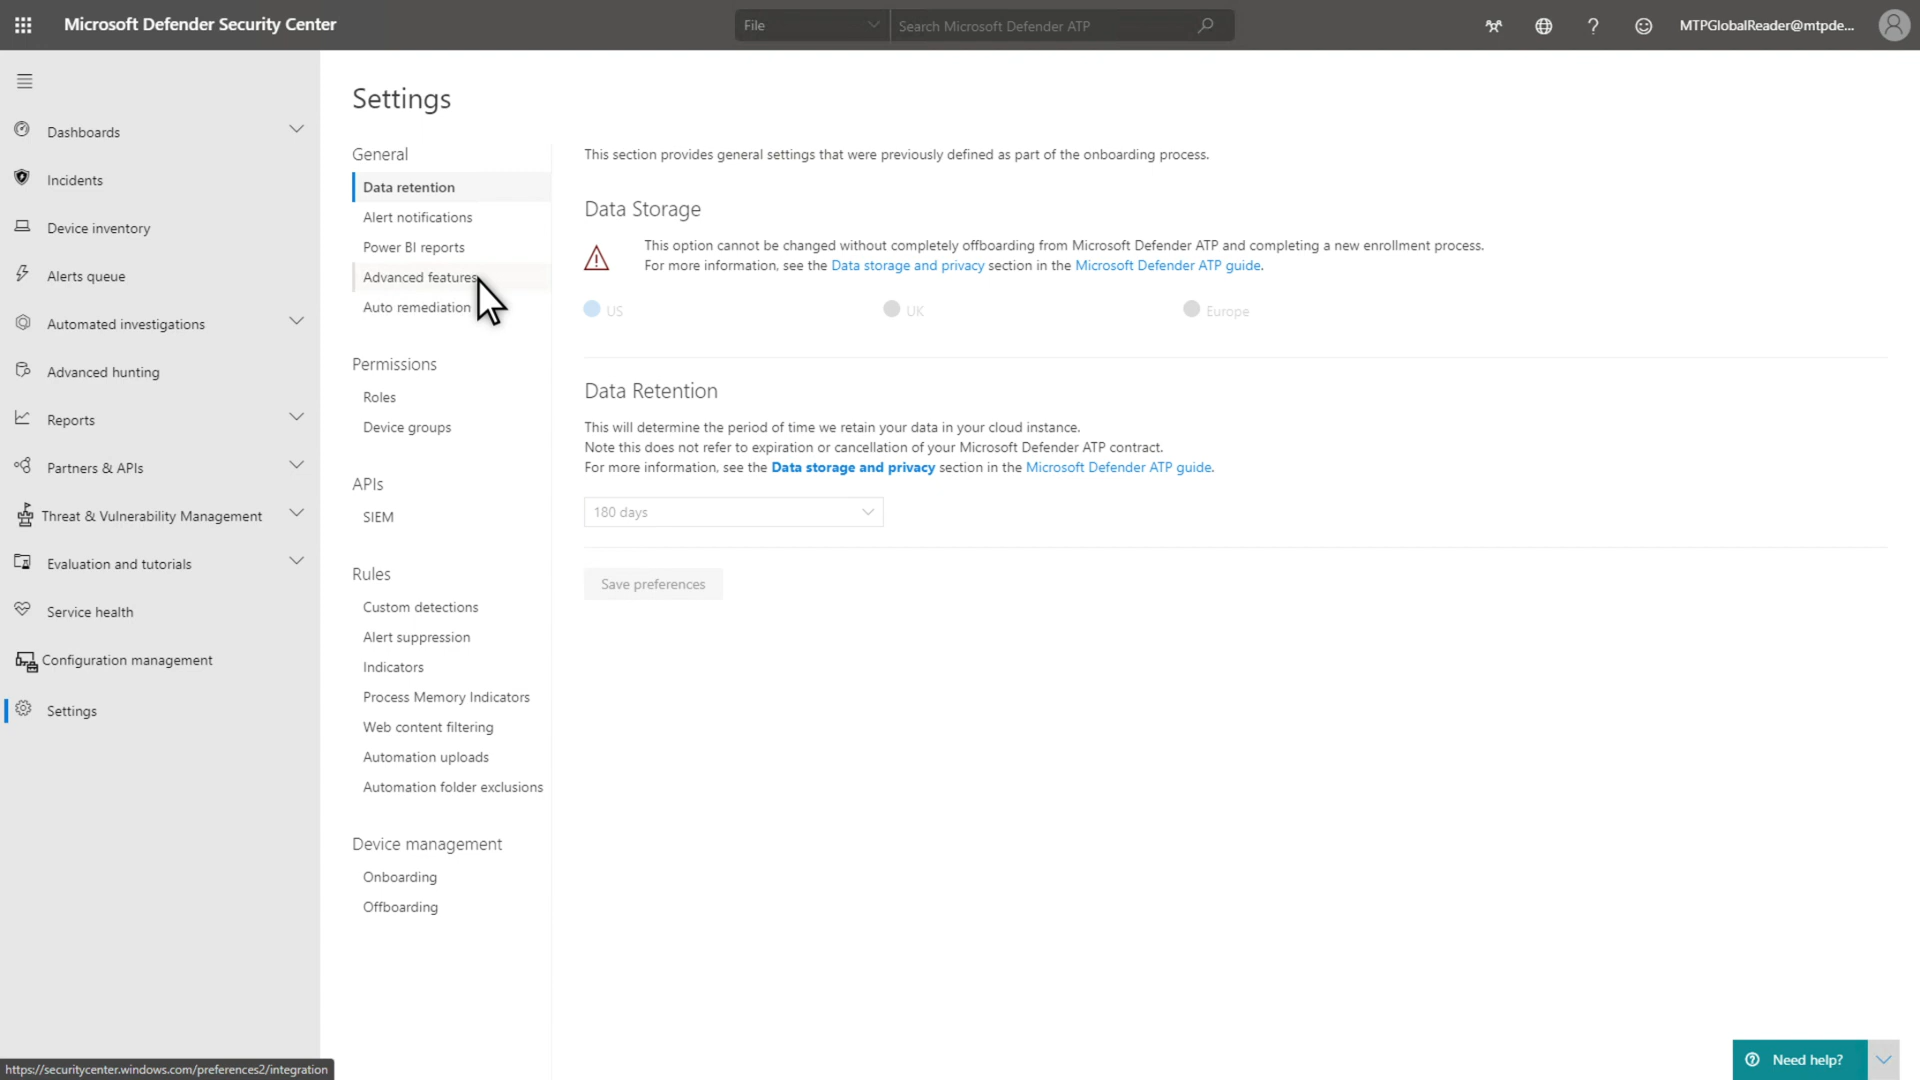 Microsoft Defender Security Center
File
Search Microsoft Defender ATP
?
MTPGlobalReader@mtpde...
Dashboards
Incidents
Device inventory
Alerts queue
Automated investigations
Advanced hunting
Reports
Partners & APIs
Threat & Vulnerability Management
Evaluation and tutorials
Service health
Configuration management
Settings
Settings
General
Data retention
Alert notifications
Power BI reports
Advanced features
Auto remediation
Permissions
Roles
Device groups
APIs
SIEM
Rules
Custom detections
Alert suppression
Indicators
Process Memory Indicators
Web content filtering
Automation uploads
Automation folder exclusions
Device management
Onboarding
Offboarding
This section provides general settings that were previously defined as part of the onboarding process.
Data Storage
This option cannot be changed without completely offboarding from Microsoft Defender ATP and completing a new enrollment process.
For more information, see the Data storage and privacy section in the Microsoft Defender ATP guide.
US
UK
Europe
Data Retention
This will determine the period of time we retain your data in your cloud instance.
Note this does not refer to expiration or cancellation of your Microsoft Defender ATP contract.
For more information, see the Data storage and privacy section in the Microsoft Defender ATP guide.
180 days
Save preferences
https://securitycenter.windows.com/preferences2/integration
Need help?